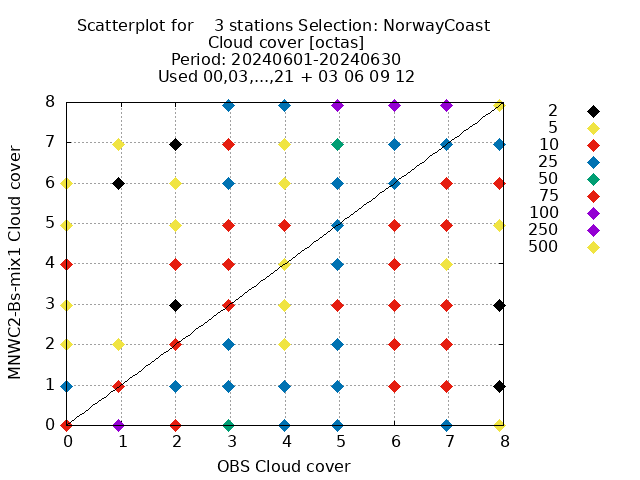 Scatterplot for    3 stations Selection: NorwayCoast
Cloud cover [octas]
Period: 20240601-20240630
Used 00,03,...,21 + 03 06 09 12
8
7
6
5
4
3
2
1
0
MNWC2-Bs-mix1 Cloud cover
0 1 2 3 4 5 6 7 8
OBS Cloud cover
2
5
10
25
50
75
100
250
500